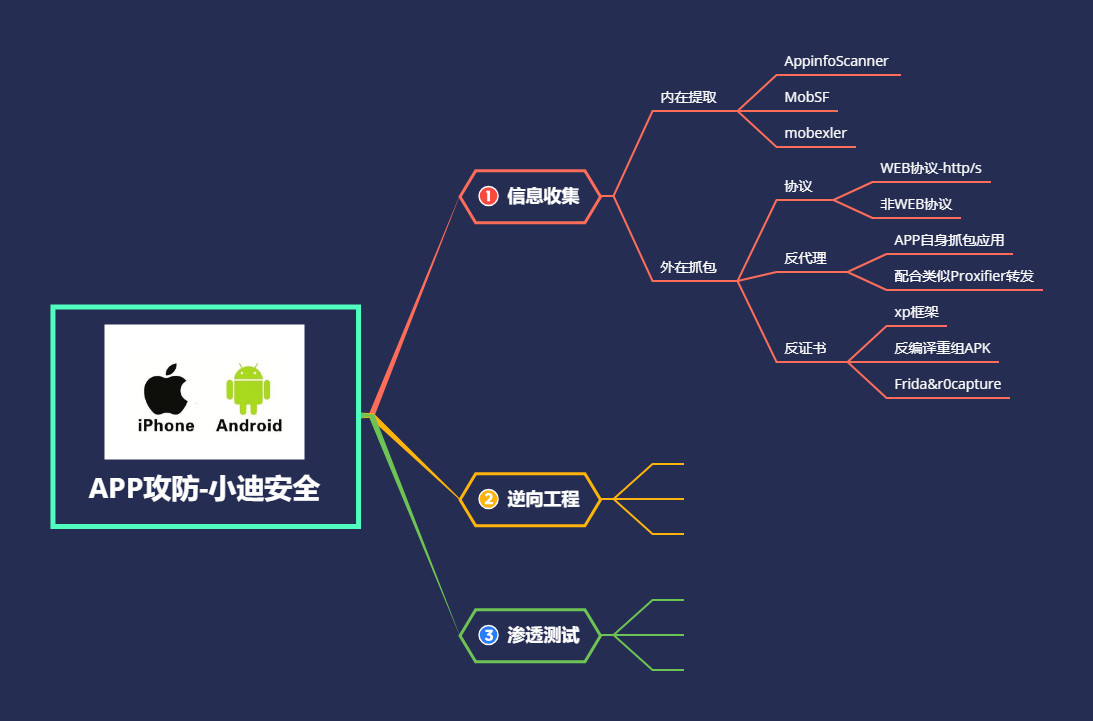 AppinfoScanner
内在提取
MobSF
mobexler
1 信息收集
WEB协议-http/s
协议
非WEB协议
外在抓包
APP自身抓包应用
反代理
配合类似Proxifier转发
xp框架
反证书
反编译重组APK
Frida&r0capture
iPhone
Android
APP攻防-小迪安全
2 逆向工程
3 渗透测试